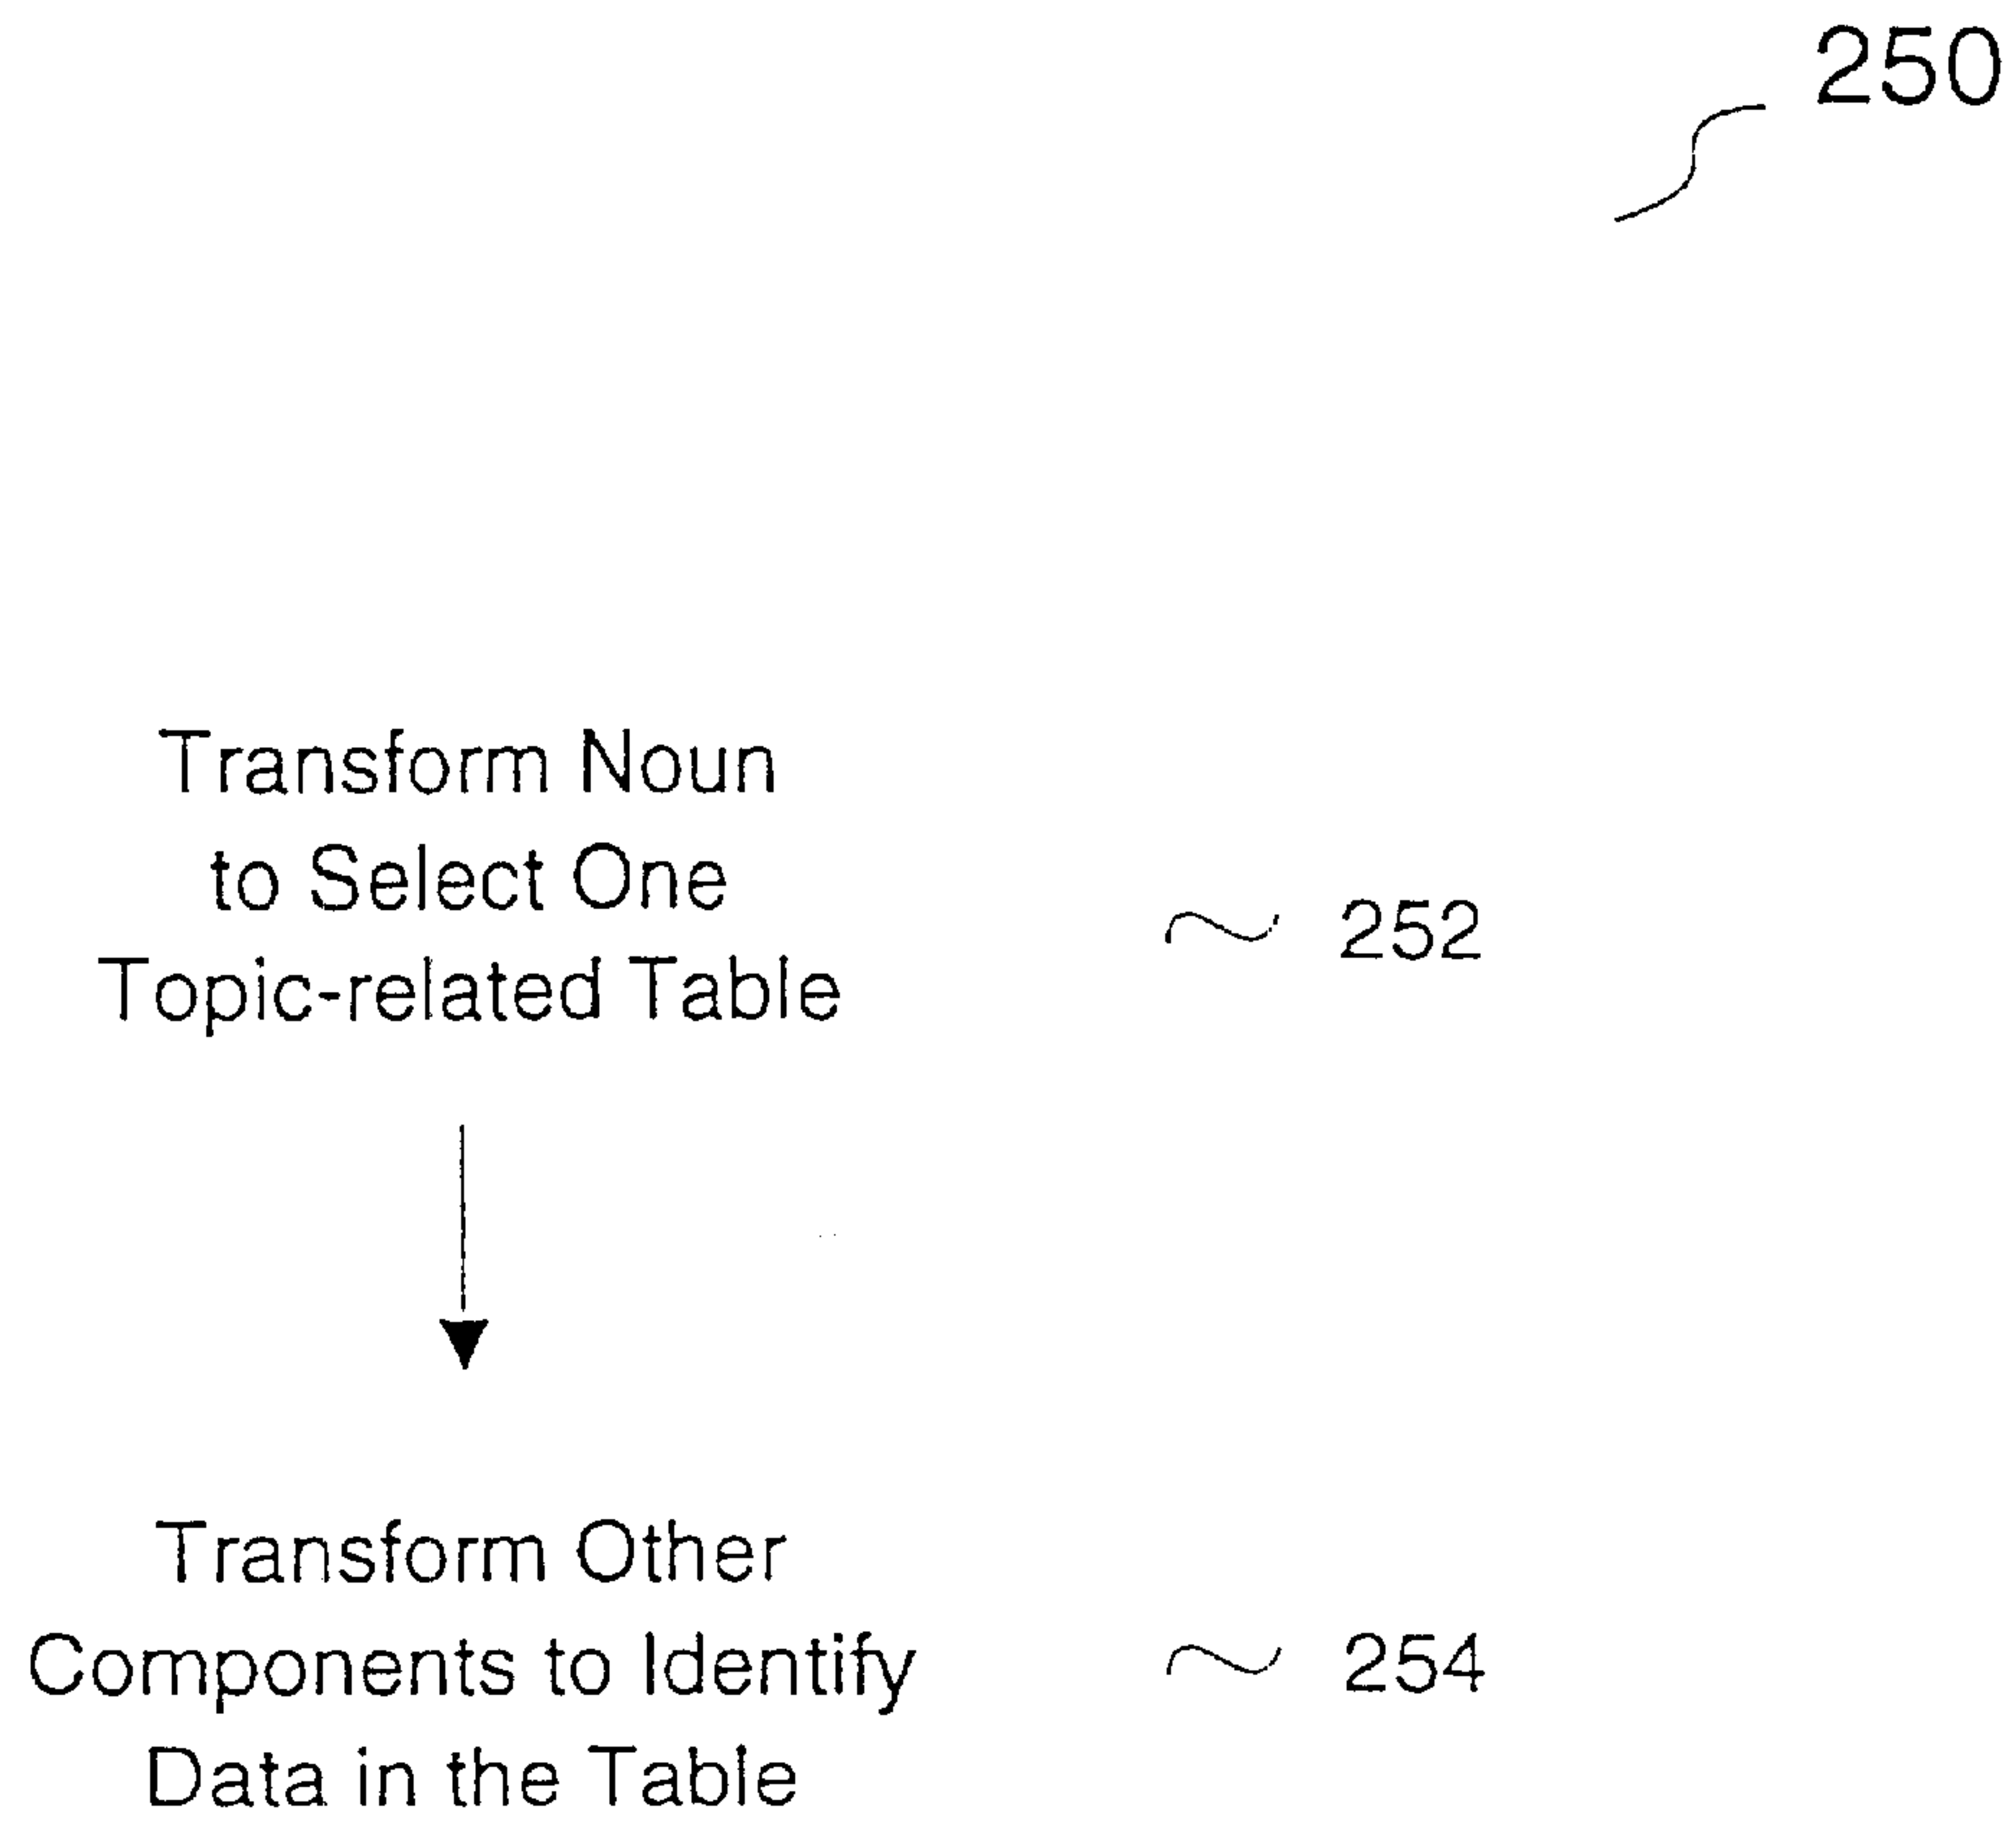 250
Transform Noun
to Select One
Topic-related Table
252
Transform Other
Components to Identify
Data in the Table
254